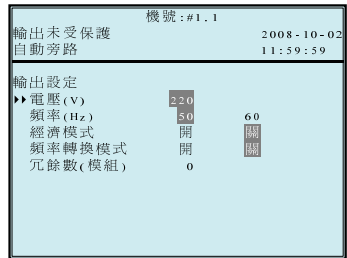 機號:#1.1
輸出未受保護 2008-10-02
自動旁路 11:59:59
輸出設定
電壓(V) 220
頻率(Hz) 50 60
經濟模式 開 關
頻率轉換模式 開 關
冗餘數(模組) 0